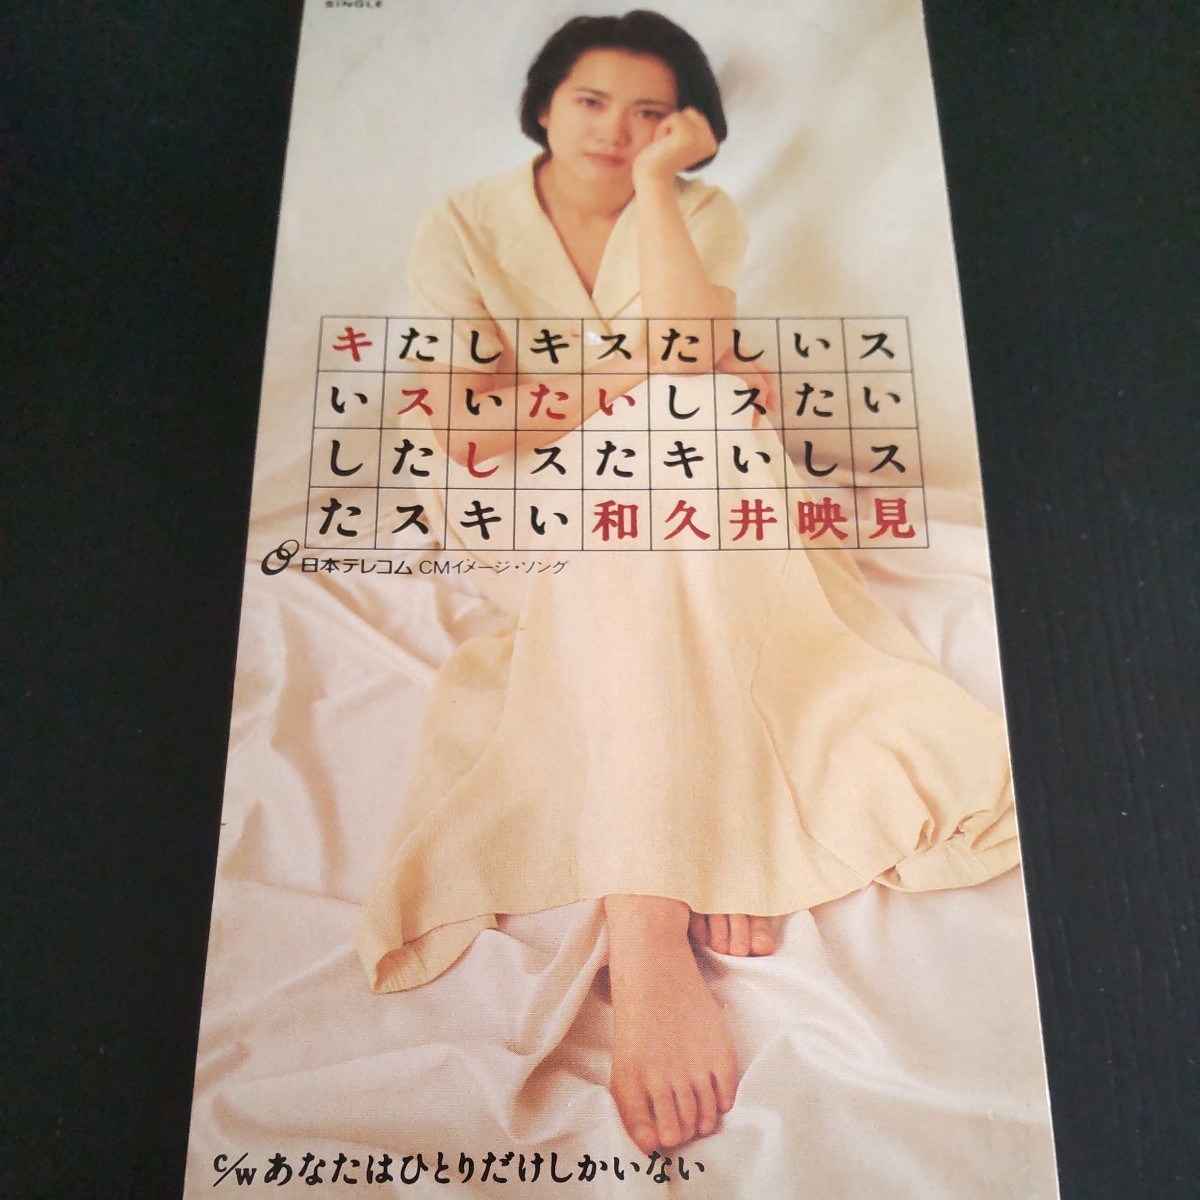 SINGLE
キたしキスたしいス
いスいたいしスたい
したしスたキいしス
たスキい和久井映見
日本テレコム CMイメージ・ソング
c/w あなたはひとりだけしかいない